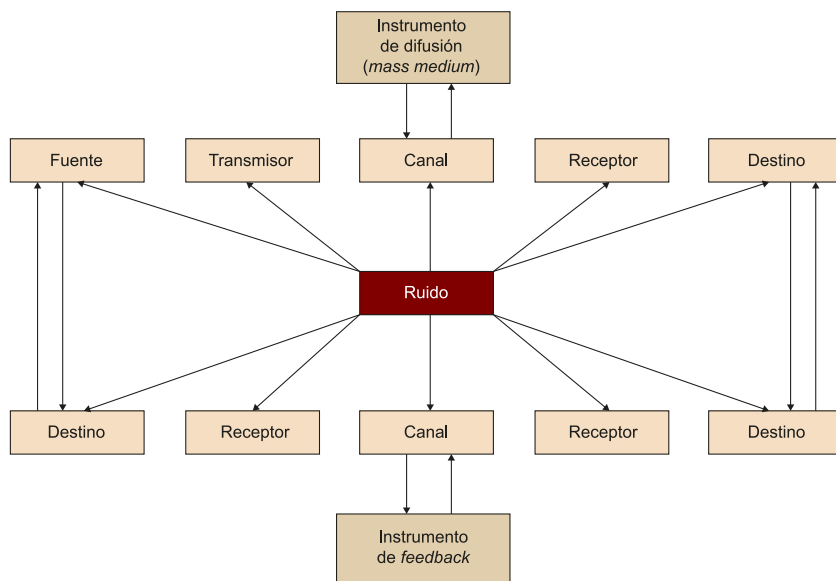 Instrumento
de difusión
(mass medium)
Fuente
Transmisor
Canal
Receptor
Destino
Ruido
Destino
Receptor
Canal
Receptor
Destino
Instrumento
de feedback